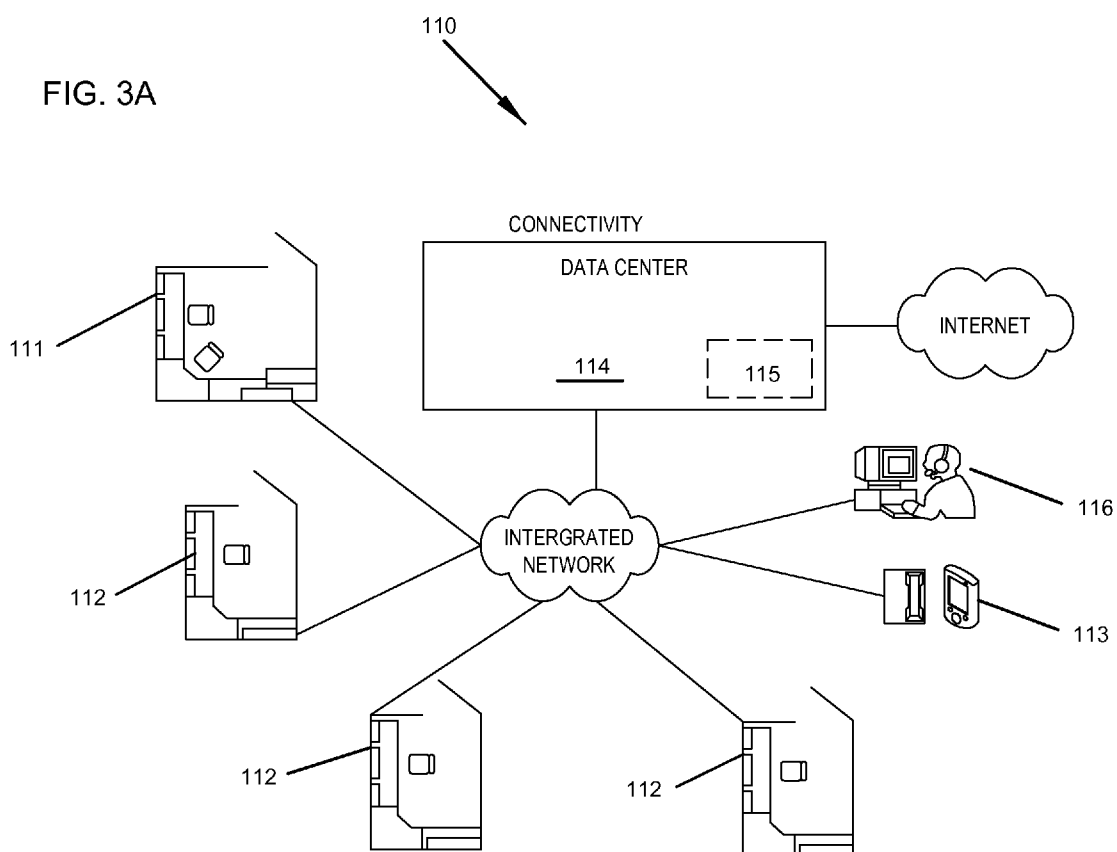 110
FIG. 3A
CONNECTIVITY
DATA CENTER
INTERNET
111
114
115
116
INTERGRATED
NETWORK
112
113
112
112